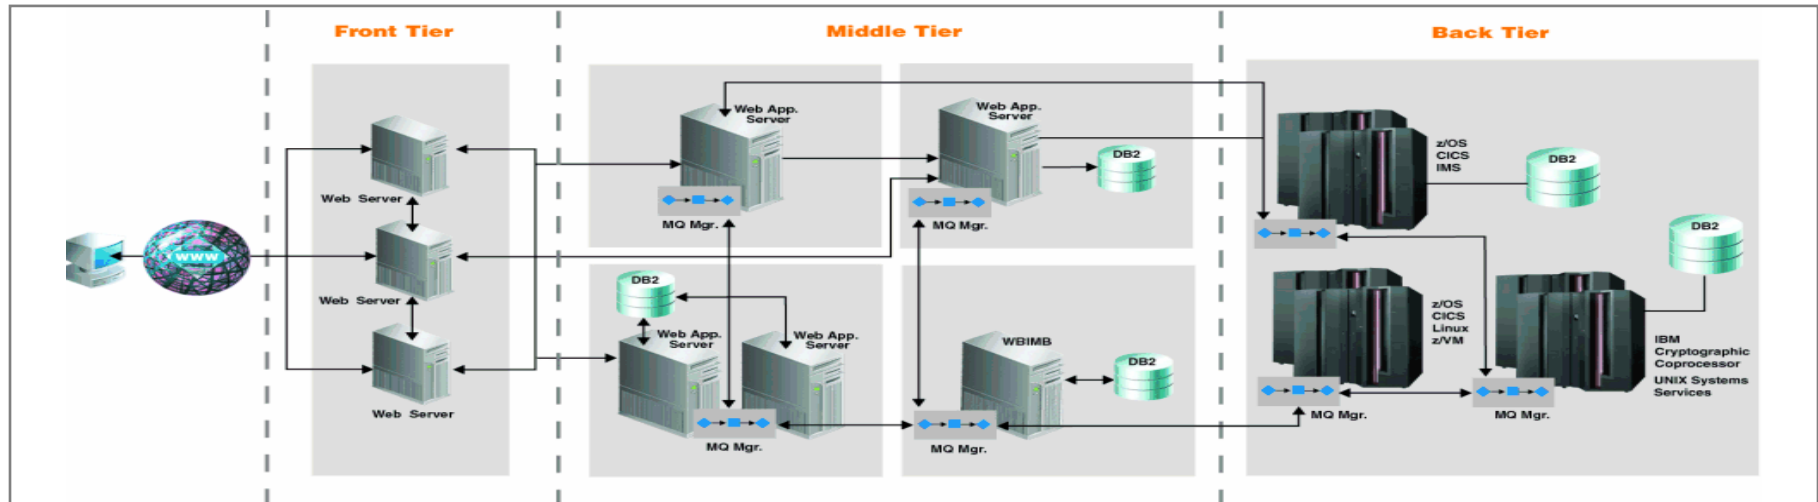 Front Tier
Middle Tier
Back Tier
WWW
Web Server
Web Server
Web Server
Web App.
Server
MQ Mgr.
Web App.
Server
DB2
MQ Mgr.
DB2
Web App.
Server
Web App.
Server
MQ Mgr.
WBIMB
DB2
MQ Mgr.
z/OS
CICS
IMS
DB2
DB2
z/OS
CICS
Linux
z/VM
MQ Mgr.
IBM
Cryptographic
Coprocessor
UNIX Systems
Services
MQ Mgr.